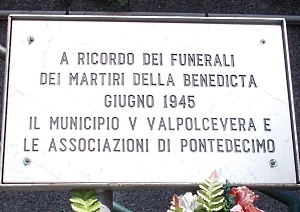 A RICORDO DEI FUNERALI
DEI MARTIRI DELLA BENEDICTA
GIUGNO 1945
IL MUNICIPIO V VALPOLCEVERA E
LE ASSOCIAZIONI DI PONTEDECIMO